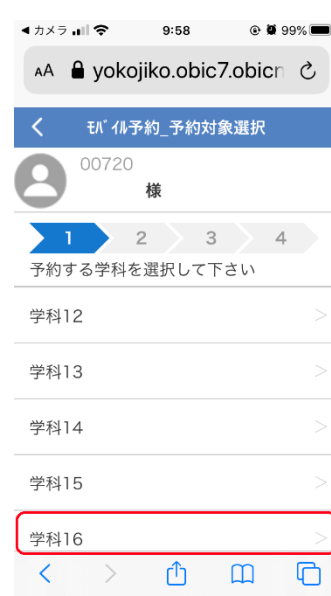 カメラ 9:58 99%
AA yokojiko.obic7.obicn
ﾓﾊﾞｲﾙ予約_予約対象選択
00720
様
1 2 3 4
予約する学科を選択して下さい
学科12
学科13
学科14
学科15
学科16